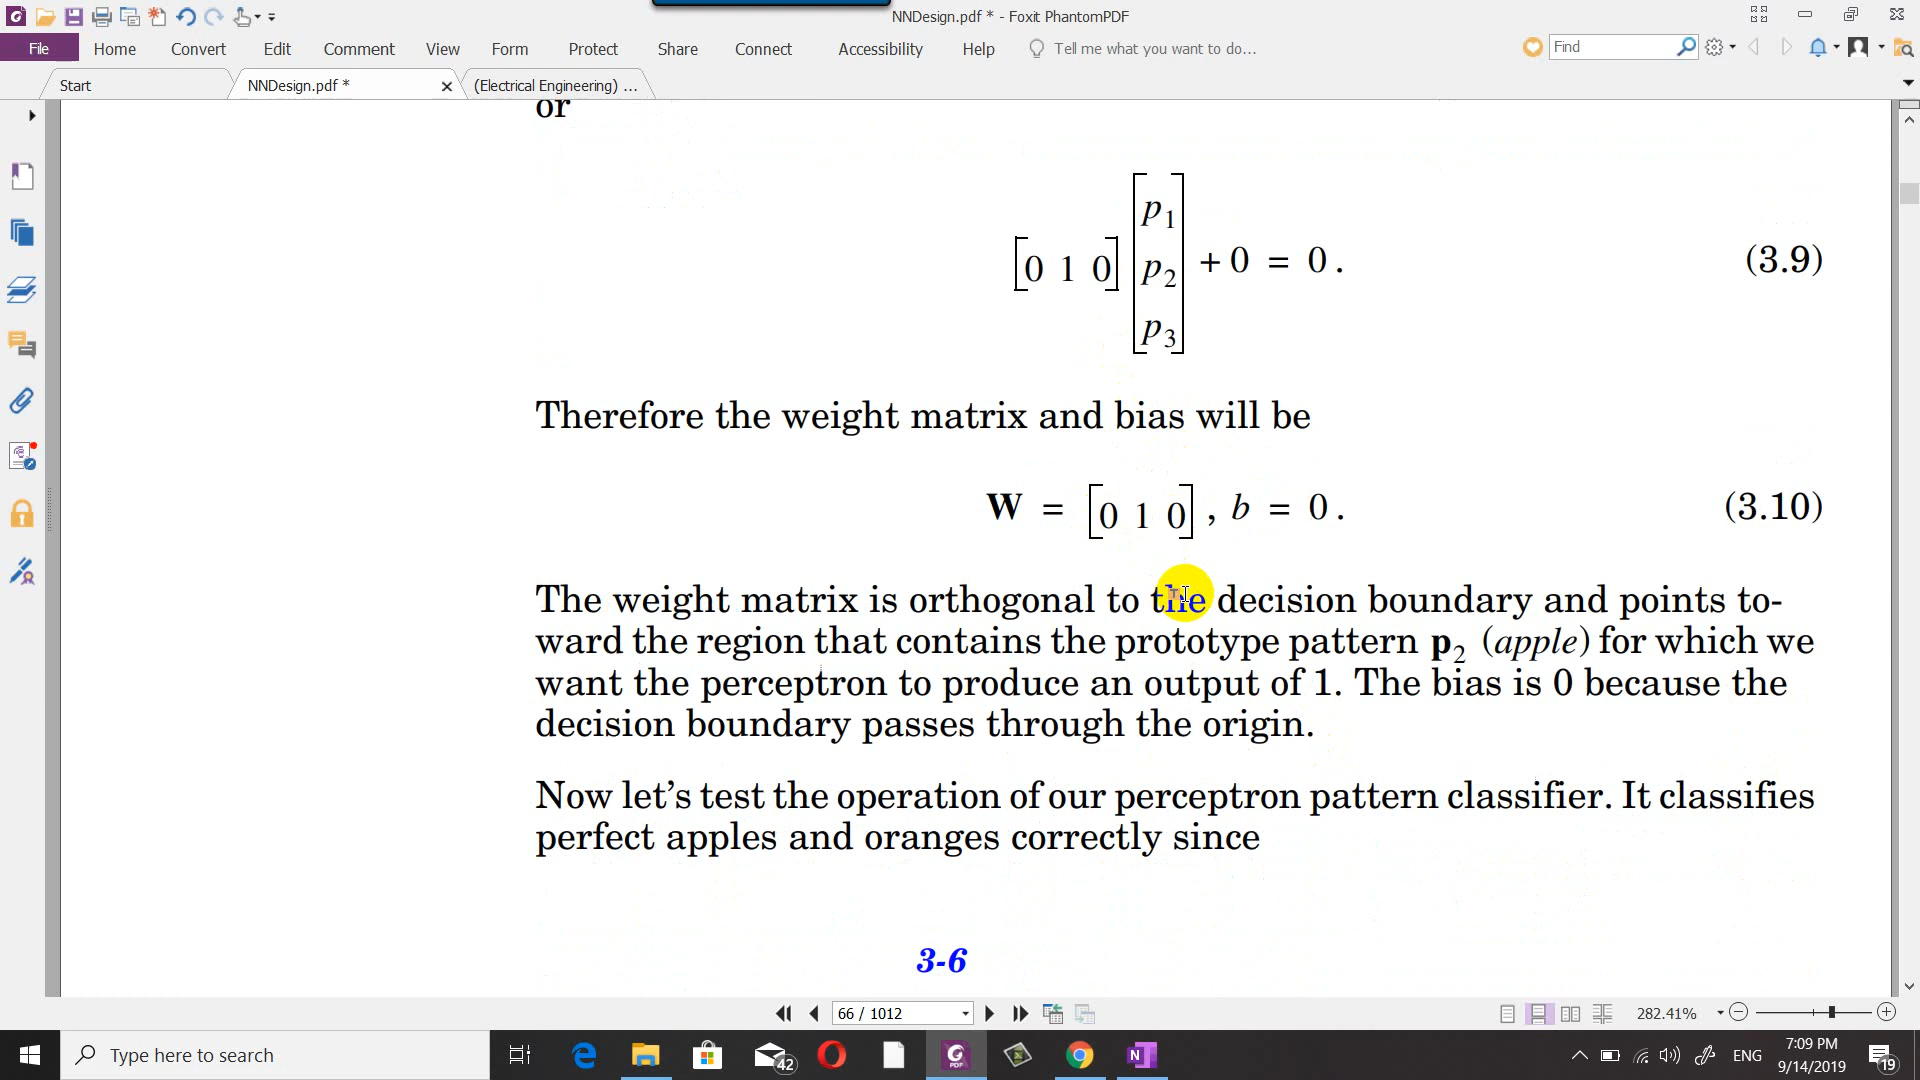 NNDesign.pdf * - Foxit PhantomPDF
File Home Convert Edit Comment View Form Protect Share Connect Accessibility Help Tell me what you want to do... Find
Start NNDesign.pdf * (Electrical Engineering) ...
or
[0 1 0] [p1 p2 p3] + 0 = 0 . (3.9)
Therefore the weight matrix and bias will be
W = [0 1 0] , b = 0 . (3.10)
The weight matrix is orthogonal to the decision boundary and points to-
ward the region that contains the prototype pattern p2 (apple) for which we
want the perceptron to produce an output of 1. The bias is 0 because the
decision boundary passes through the origin.
Now let's test the operation of our perceptron pattern classifier. It classifies
perfect apples and oranges correctly since
3-6
66 / 1012 282.41%
Type here to search 42 ENG 7:09 PM
9/14/2019 19